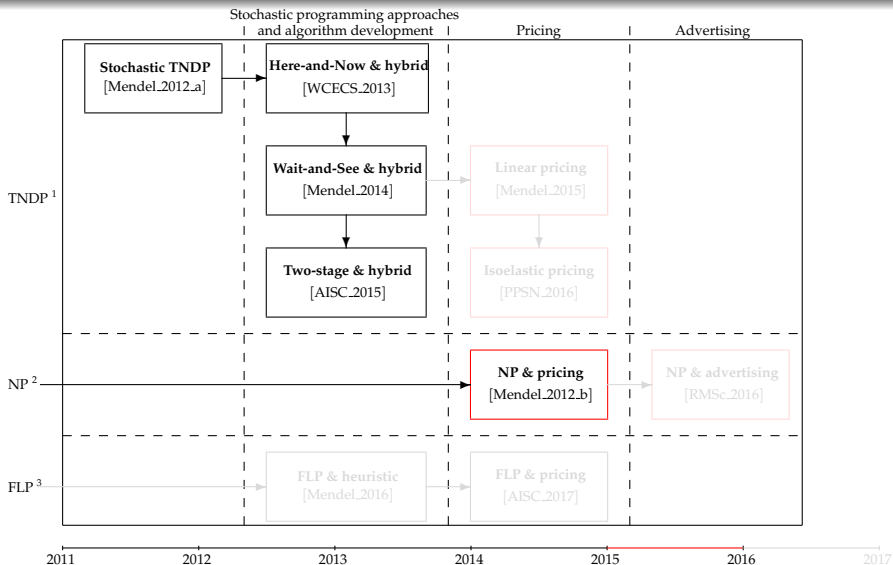 Stochastic programming approaches
and algorithm development
Pricing
Advertising
Stochastic TNDP
[Mendel_2012_a]
Here-and-Now & hybrid
[WCECS_2013]
TNDP 1
Wait-and-See & hybrid
[Mendel_2014]
Linear pricing
[Mendel_2015]
Two-stage & hybrid
[AISC_2015]
Isoelastic pricing
[PPSN_2016]
NP 2
NP & pricing
[Mendel_2012_b]
NP & advertising
[RMSc_2016]
FLP 3
FLP & heuristic
[Mendel_2016]
FLP & pricing
[AISC_2017]
2011 2012 2013 2014 2015 2016 2017